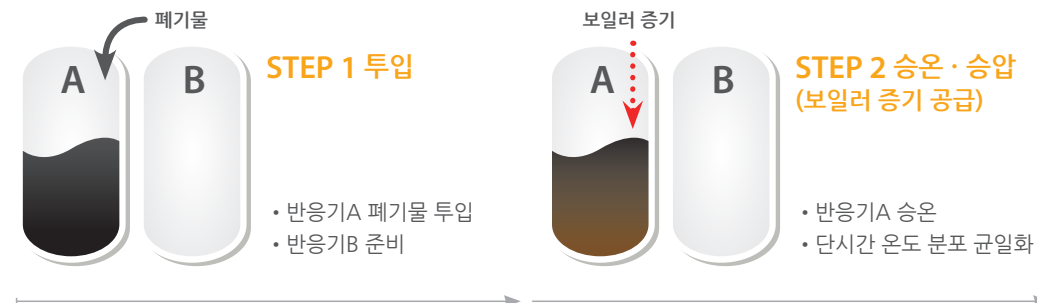 폐기물
A
B
STEP 1 투입
• 반응기A 폐기물 투입
• 반응기B 준비
보일러 증기
A
B
STEP 2 승온 · 승압
(보일러 증기 공급)
• 반응기A 승온
• 단시간 온도 분포 균일화